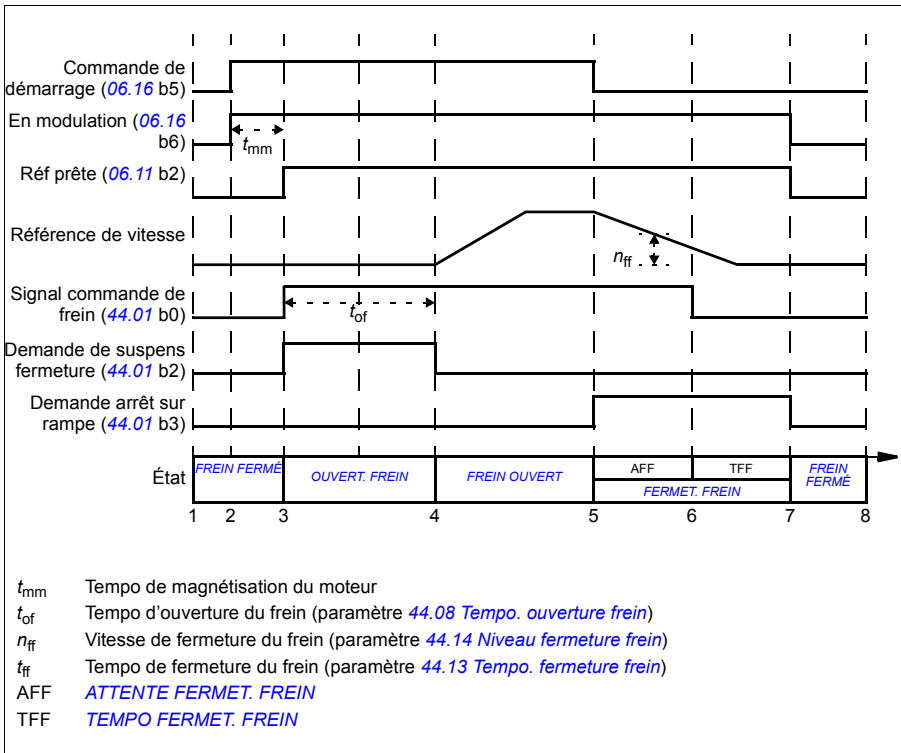 Commande de
démarrage (06.16 b5)
En modulation (06.16
b6)
tmm
Réf prête (06.11 b2)
Référence de vitesse
nff
Signal commande de
frein (44.01 b0)
tof
Demande de suspens
fermeture (44.01 b2)
Demande arrêt sur
rampe (44.01 b3)
État
FREIN FERMÉ
OUVERT. FREIN
FREIN OUVERT
AFF
TFF
FERMET. FREIN
FREIN
FERMÉ
1 2 3 4 5 6 7 8
tmm Tempo de magnétisation du moteur
tof Tempo d’ouverture du frein (paramètre 44.08 Tempo. ouverture frein)
nff Vitesse de fermeture du frein (paramètre 44.14 Niveau fermeture frein)
tff Tempo de fermeture du frein (paramètre 44.13 Tempo. fermeture frein)
AFF ATTENTE FERMET. FREIN
TFF TEMPO FERMET. FREIN